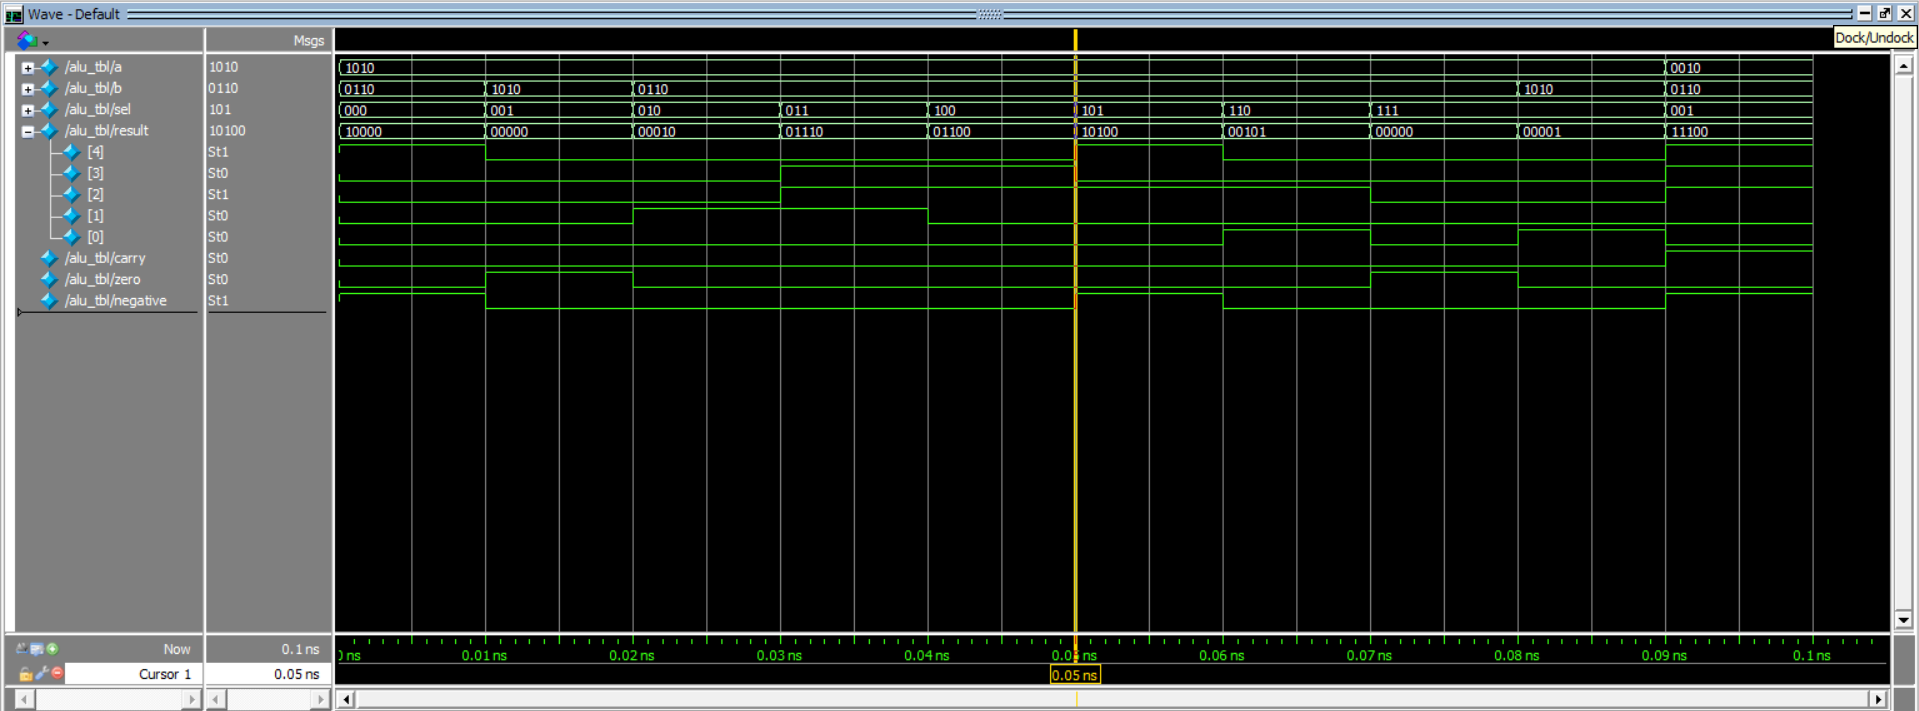 Wave - Default
Dock/Undock
Msgs
/alu_tbl/a 1010 1010 0010
/alu_tbl/b 0110 0110 1010 0110 1010 0110
/alu_tbl/sel 101 000 001 010 011 100 101 110 111 001
/alu_tbl/result 10100 10000 00000 00010 01110 01100 10100 00101 00000 00001 11100
[4] St1
[3] St0
[2] St1
[1] St0
[0] St0
/alu_tbl/carry St0
/alu_tbl/zero St0
/alu_tbl/negative St1
Now 0.1 ns ns 0.01 ns 0.02 ns 0.03 ns 0.04 ns 0.05 ns 0.06 ns 0.07 ns 0.08 ns 0.09 ns 0.1 ns
Cursor 1 0.05 ns 0.05 ns